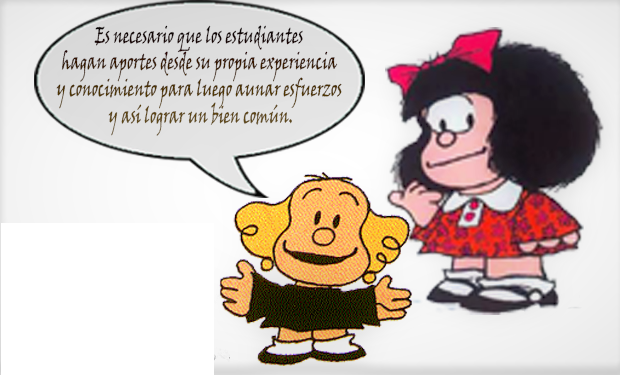 Es necesario que los estudiantes
hagan aportes desde su propia experiencia
y conocimiento para luego aunar esfuerzos
y así lograr un bien común.